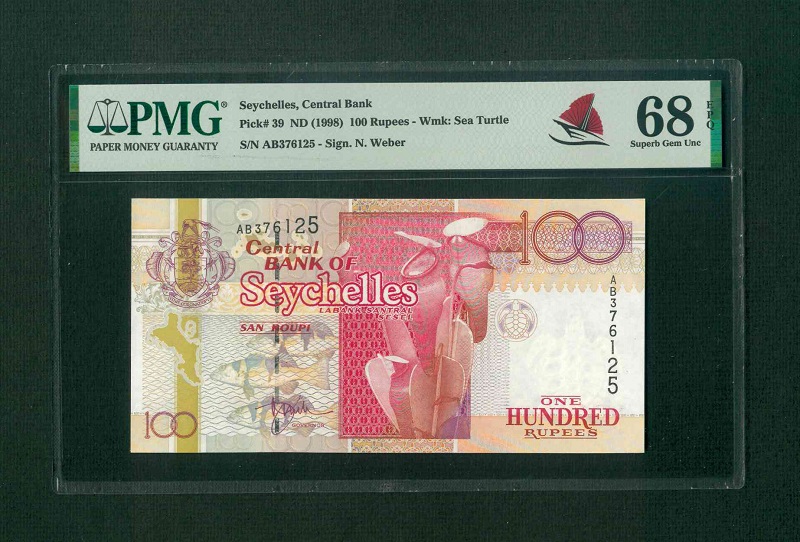 PMG®
PAPER MONEY GUARANTY
Seychelles, Central Bank
Pick# 39 ND (1998) 100 Rupees - Wmk: Sea Turtle
S/N AB376125 - Sign. N. Weber
68
EPQ
Superb Gem Unc
AB376125
Central
BANK OF
Seychelles
LABANK SANTRAL
SESEL
SAN ROUPI
100
GOVERNOR
100
AB376125
ONE
HUNDRED
RUPEES